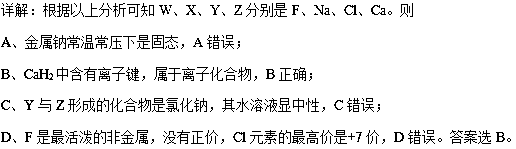 详解：根据以上分析可知 W、X、Y、Z 分别是 F、Na、Cl、Ca。则
A、金属钠常温常压下是固态，A 错误；
B、CaH2中含有离子键，属于离子化合物，B 正确；
C、Y 与 Z 形成的化合物是氯化钠，其水溶液显中性，C 错误；
D、F 是最活泼的非金属，没有正价，Cl 元素的最高价是+7 价，D 错误。答案选 B。